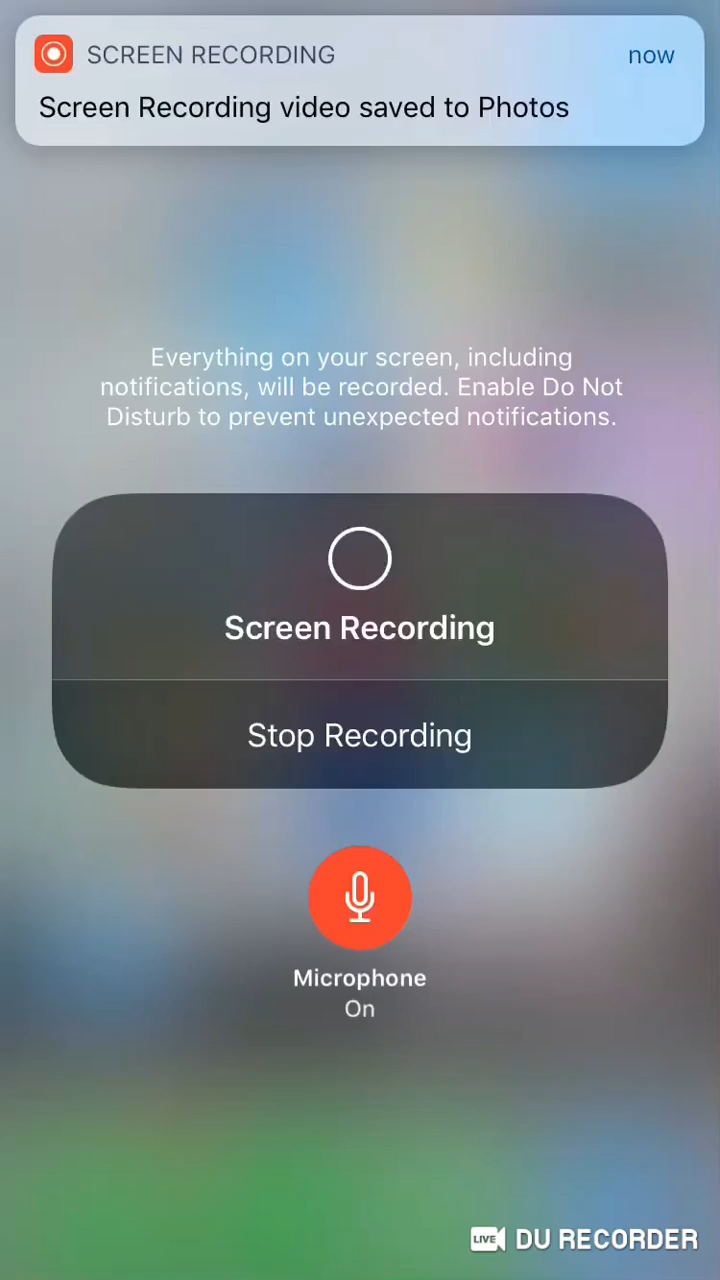 SCREEN RECORDING now
Screen Recording video saved to Photos
Everything on your screen, including
notifications, will be recorded. Enable Do Not
Disturb to prevent unexpected notifications.
Screen Recording
Stop Recording
Microphone
On
LIVE DU RECORDER